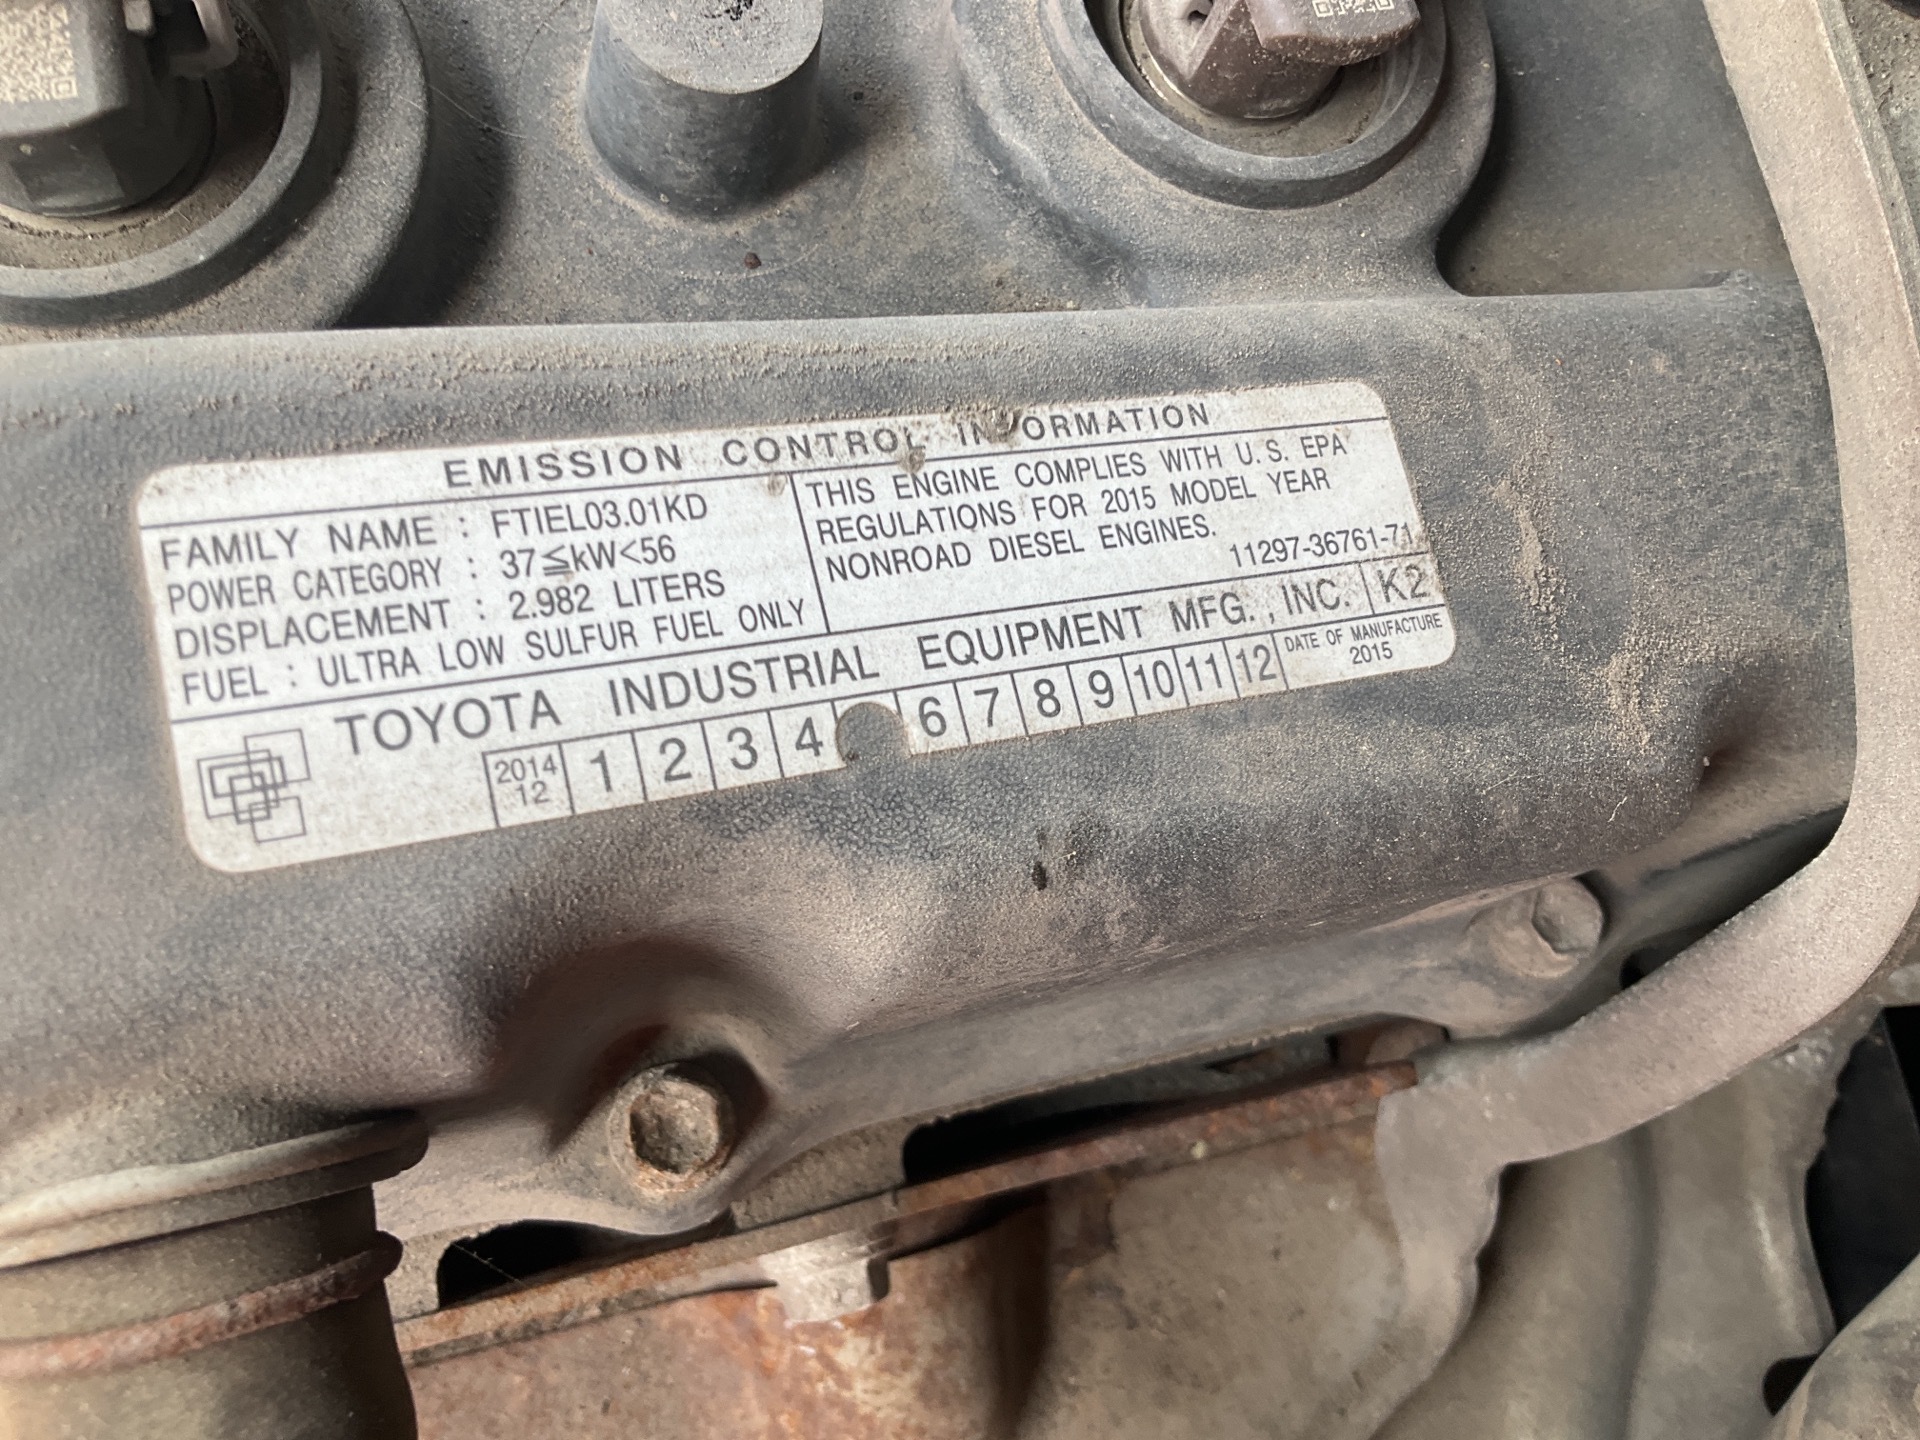 EMISSION CONTROL INFORMATION
FAMILY NAME : FTIEL03.01KD
POWER CATEGORY : 37≦kW<56
DISPLACEMENT : 2.982 LITERS
FUEL : ULTRA LOW SULFUR FUEL ONLY
THIS ENGINE COMPLIES WITH U.S. EPA
REGULATIONS FOR 2015 MODEL YEAR
NONROAD DIESEL ENGINES.
11297-36761-71
TOYOTA INDUSTRIAL EQUIPMENT MFG., INC. K2
2014 12 1 2 3 4 6 7 8 9 10 11 12 DATE OF MANUFACTURE 2015